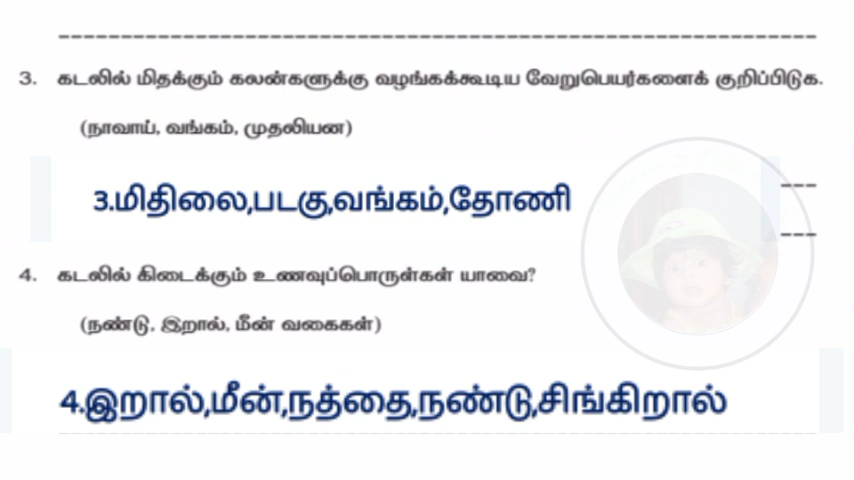 3. கடலில் மிதக்கும் கலன்களுக்கு வழங்கக்கூடிய வேறுபெயர்களைக் குறிப்பிடுக.
(நாவாய், வங்கம், முதலியன)
3.மிதிலை,படகு,வங்கம்,தோணி
4. கடலில் கிடைக்கும் உணவுப்பொருள்கள் யாவை?
(நண்டு, இறால், மீன் வகைகள்)
4.இறால்,மீன்,நத்தை,நண்டு,சிங்கிறால்